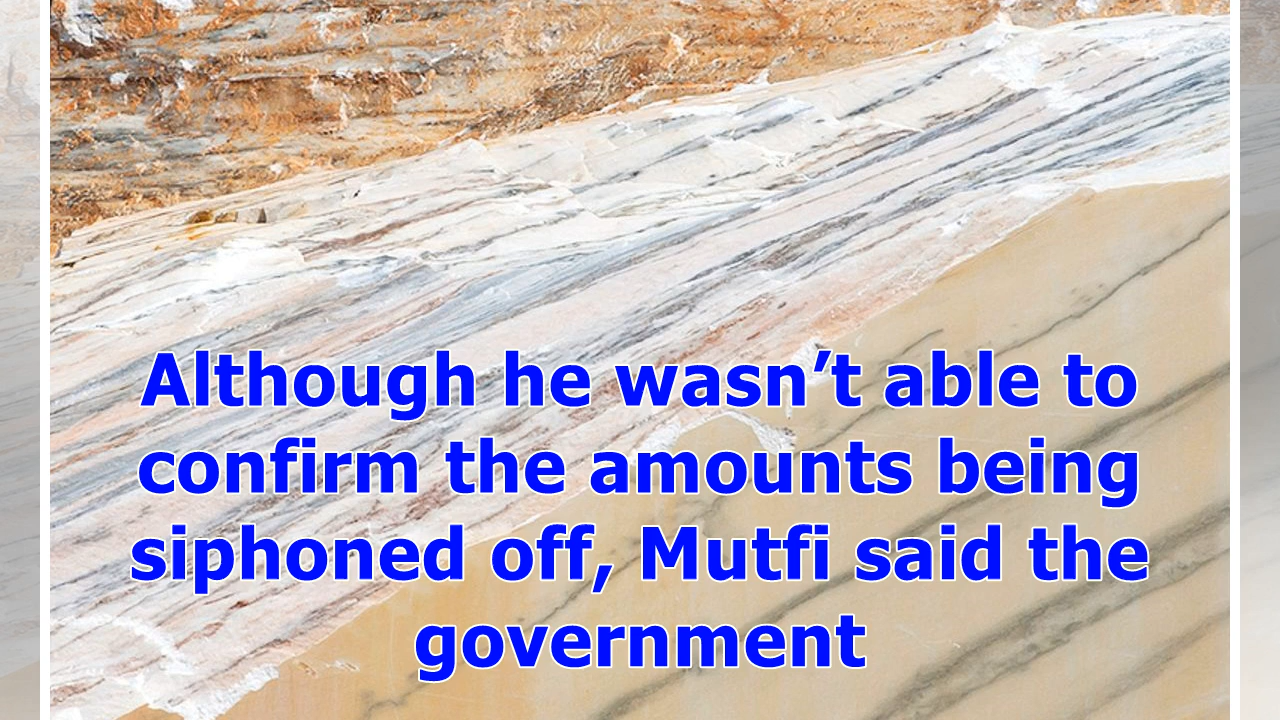 Although he wasn’t able to
confirm the amounts being
siphoned off, Mutfi said the
government